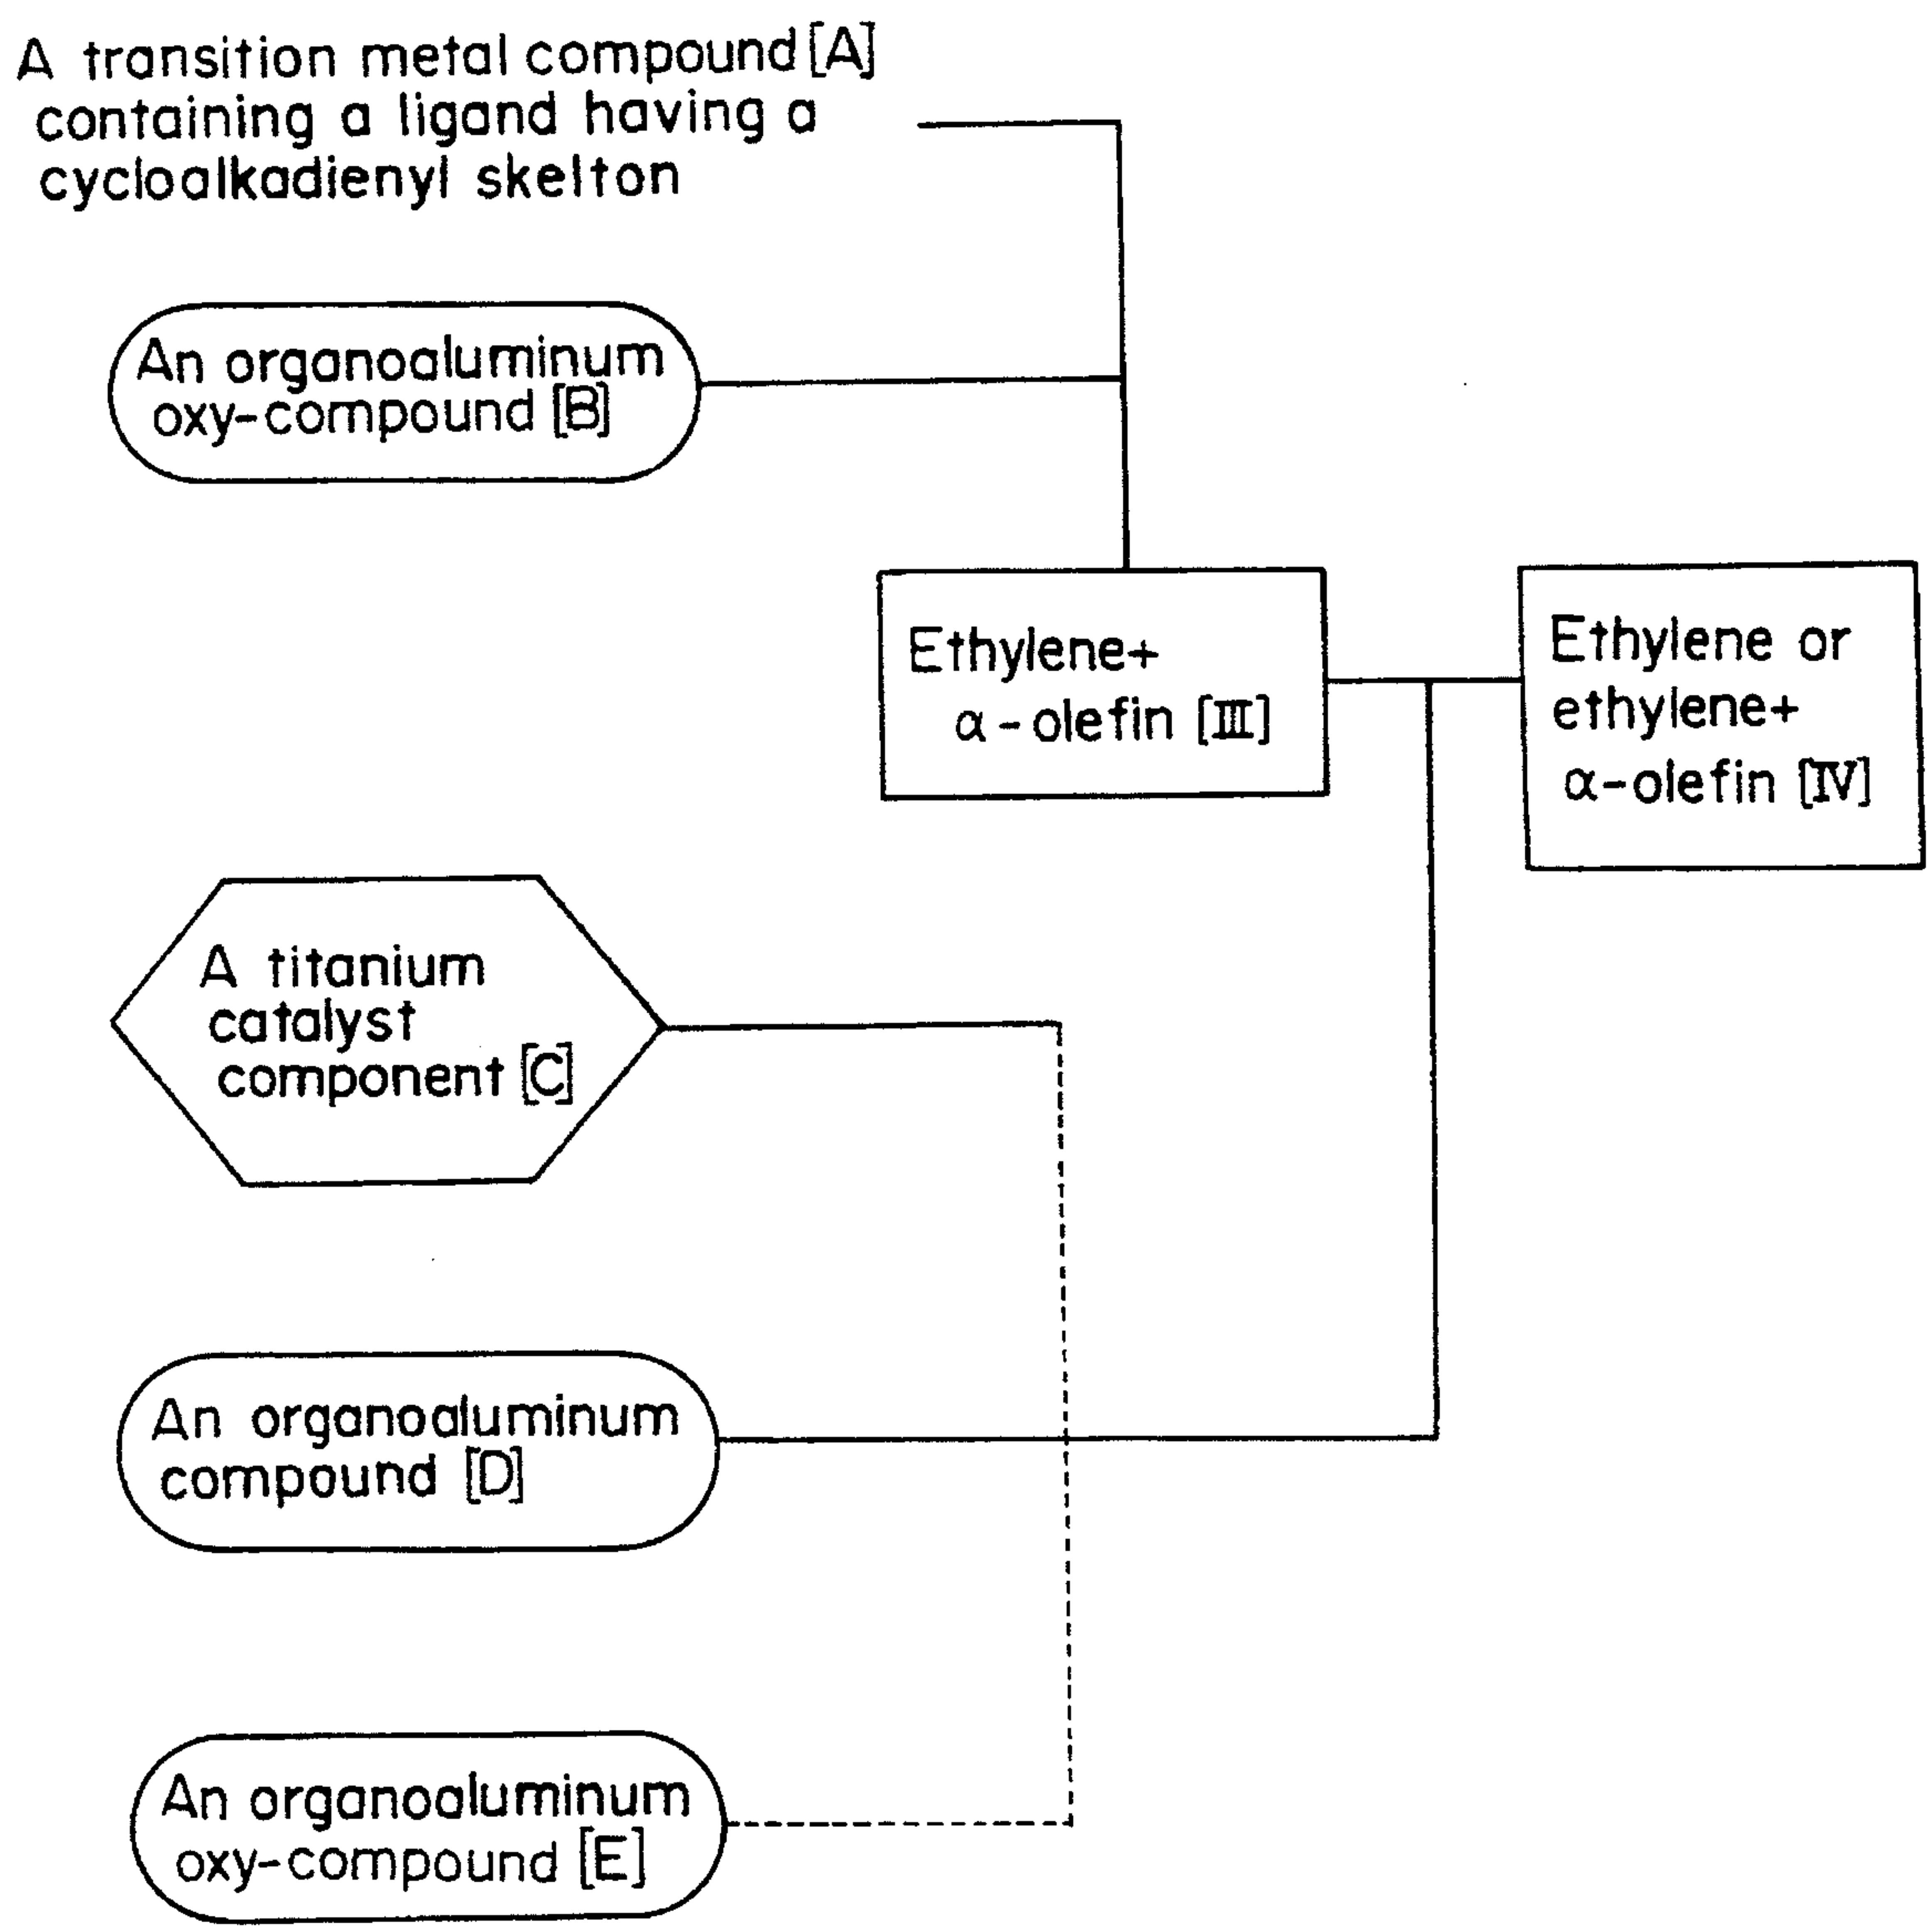 A transition metal compound [A]
containing a ligand having a
cycloalkadienyl skelton
An organoaluminum
oxy-compound [B]
Ethylene+
α-olefin [III]
Ethylene or
ethylene+
α-olefin [IV]
A titanium
catalyst
component [C]
An organoaluminum
compound [D]
An organoaluminum
oxy-compound [E]